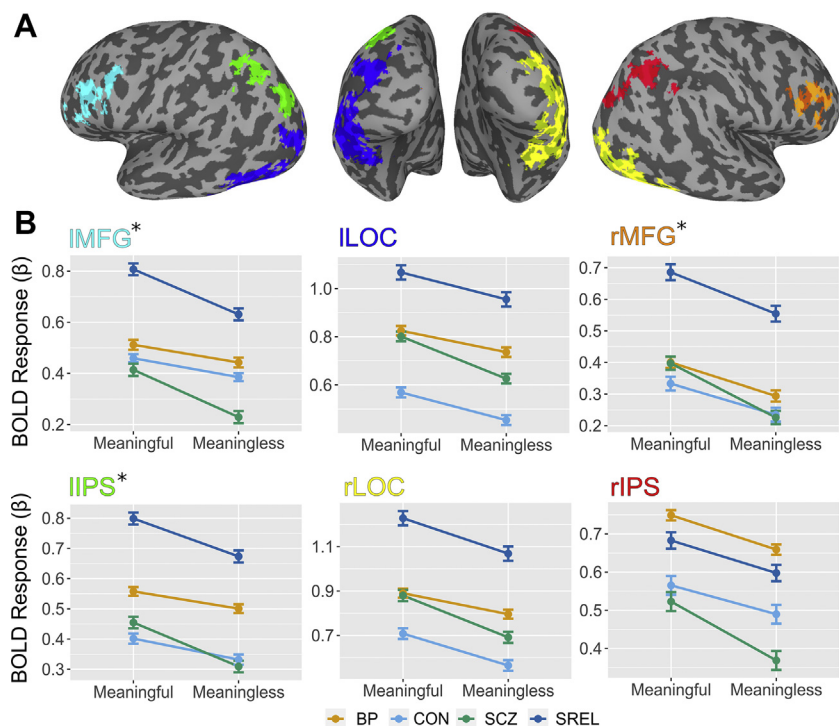 A
B
lMFG*
lLOC
rMFG*
BOLD Response (β)
0.8
0.6
0.4
0.2
Meaningful Meaningless
1.0
0.8
0.6
Meaningful Meaningless
0.7
0.6
0.5
0.4
0.3
0.2
Meaningful Meaningless
lIPS*
rLOC
rIPS
BOLD Response (β)
0.8
0.7
0.6
0.5
0.4
0.3
Meaningful Meaningless
1.1
0.9
0.7
Meaningful Meaningless
0.7
0.6
0.5
0.4
Meaningful Meaningless
BP CON SCZ SREL